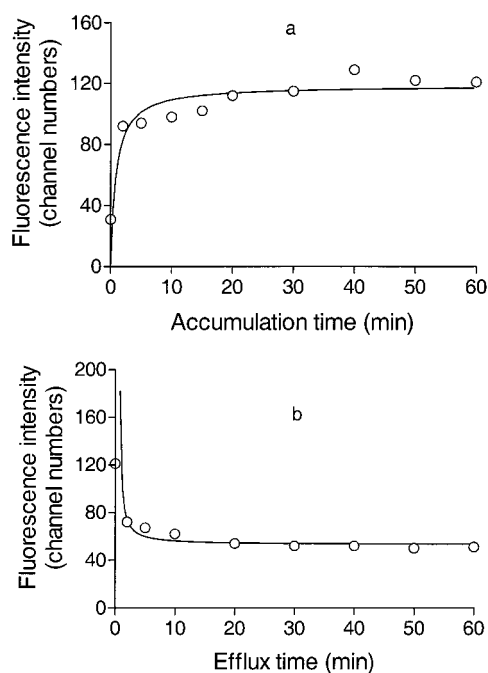 a
Fluorescence intensity
(channel numbers)
160
120
80
40
0
0 10 20 30 40 50 60
Accumulation time (min)
b
Fluorescence intensity
(channel numbers)
200
160
120
80
40
0
0 10 20 30 40 50 60
Efflux time (min)